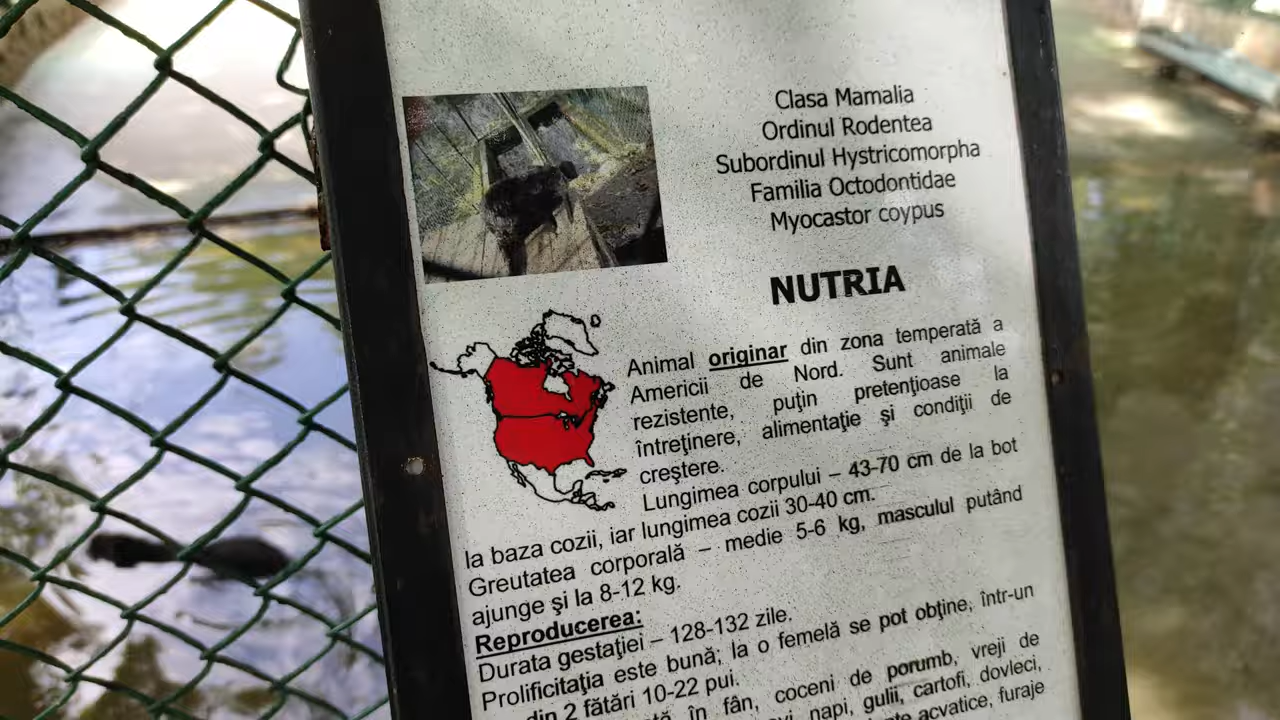 Clasa Mamalia
Ordinul Rodentea
Subordinul Hystricomorpha
Familia Octodontidae
Myocastor coypus
NUTRIA
Animal originar din zona temperată a
Americii de Nord. Sunt animale
rezistente, puţin pretenţioase la
întreţinere, alimentaţie şi condiţii de
creştere.
Lungimea corpului – 43-70 cm de la bot
la baza cozii, iar lungimea cozii 30-40 cm.
Greutatea corporală – medie 5-6 kg, masculul putând
ajunge şi la 8-12 kg.
Reproducerea:
Durata gestaţiei – 128-132 zile.
Prolificitaţia este bună; la o femelă se pot obţine, într-un
din 2 fătări 10-22 pui.
în fân, coceni de porumb, vreji de
napi, gulii, cartofi, dovleci,
acvatice, furaje